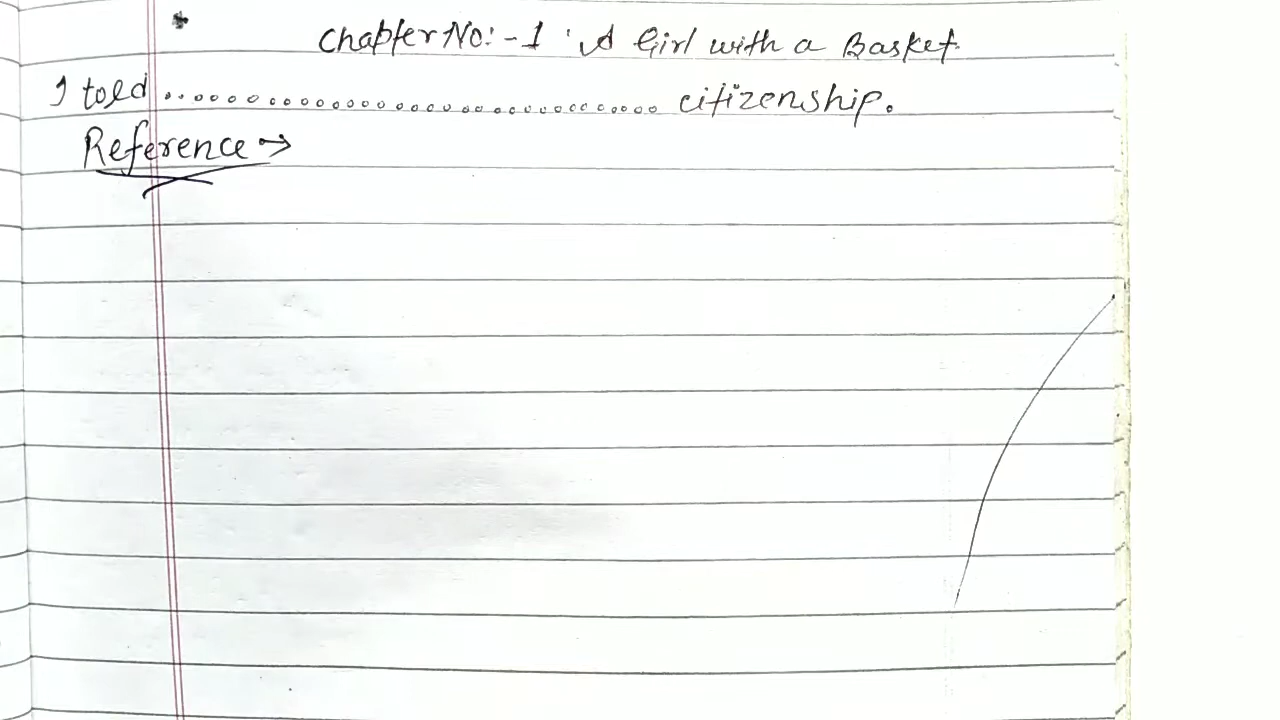 Chapter No:-1 : A Girl with a Basket.
I told ........................................ citizenship.
Reference →